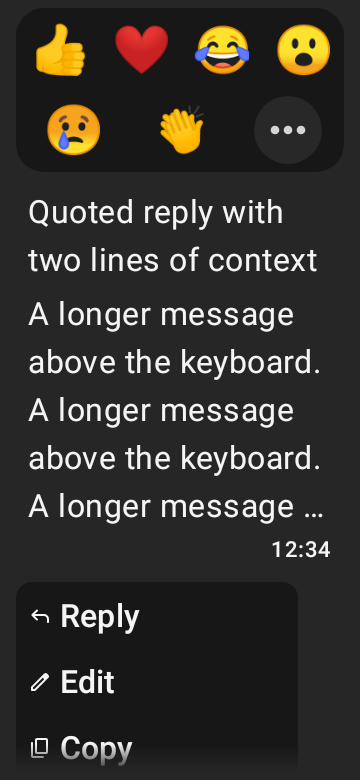 Quoted reply with
two lines of context
A longer message
above the keyboard.
A longer message
above the keyboard.
A longer message …
12:34
Reply
Edit
Copy